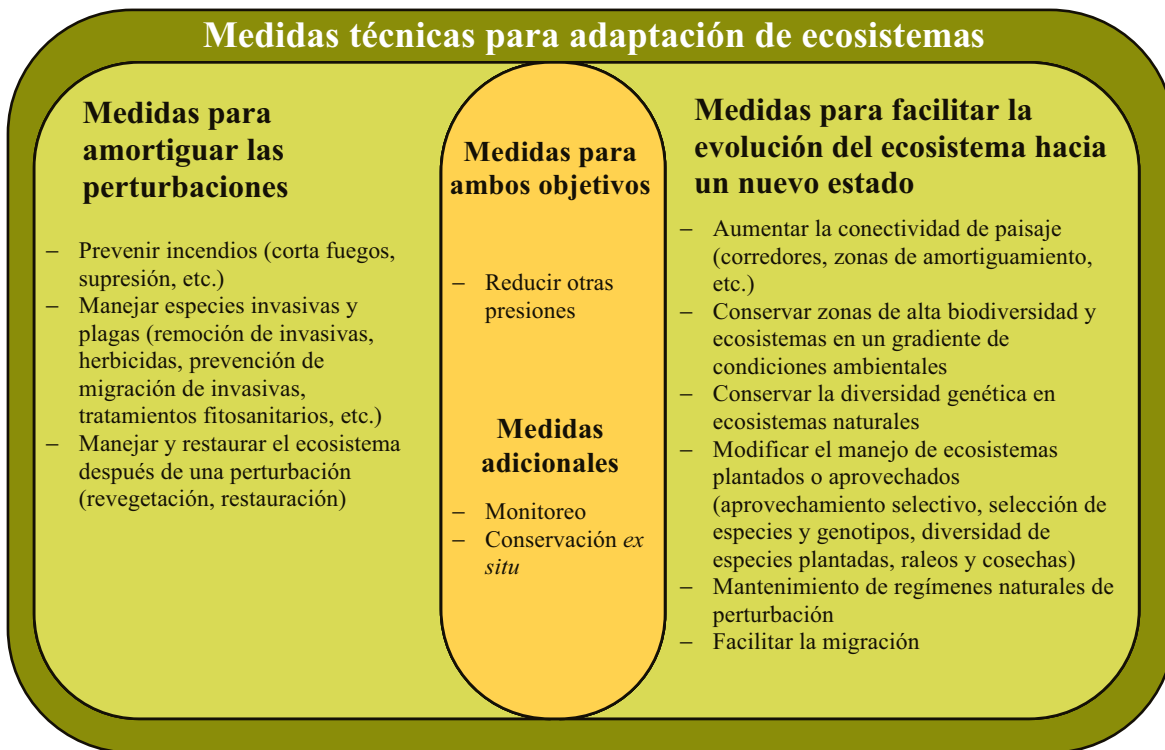 Medidas técnicas para adaptación de ecosistemas
Medidas para
amortiguar las
perturbaciones
– Prevenir incendios (corta fuegos,
supresión, etc.)
– Manejar especies invasivas y
plagas (remoción de invasivas,
herbicidas, prevención de
migración de invasivas,
tratamientos fitosanitarios, etc.)
– Manejar y restaurar el ecosistema
después de una perturbación
(revegetación, restauración)
Medidas para
ambos objetivos
– Reducir otras
presiones
Medidas
adicionales
– Monitoreo
– Conservación ex
situ
Medidas para facilitar la
evolución del ecosistema hacia
un nuevo estado
– Aumentar la conectividad de paisaje
(corredores, zonas de amortiguamiento,
etc.)
– Conservar zonas de alta biodiversidad y
ecosistemas en un gradiente de
condiciones ambientales
– Conservar la diversidad genética en
ecosistemas naturales
– Modificar el manejo de ecosistemas
plantados o aprovechados
(aprovechamiento selectivo, selección de
especies y genotipos, diversidad de
especies plantadas, raleos y cosechas)
– Mantenimiento de regímenes naturales de
perturbación
– Facilitar la migración